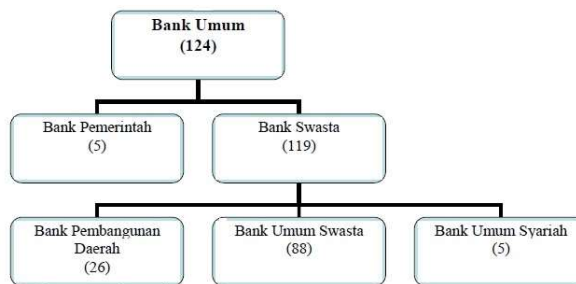 Bank Umum
(124)
Bank Pemerintah
(5)
Bank Swasta
(119)
Bank Pembangunan
Daerah
(26)
Bank Umum Swasta
(88)
Bank Umum Syariah
(5)